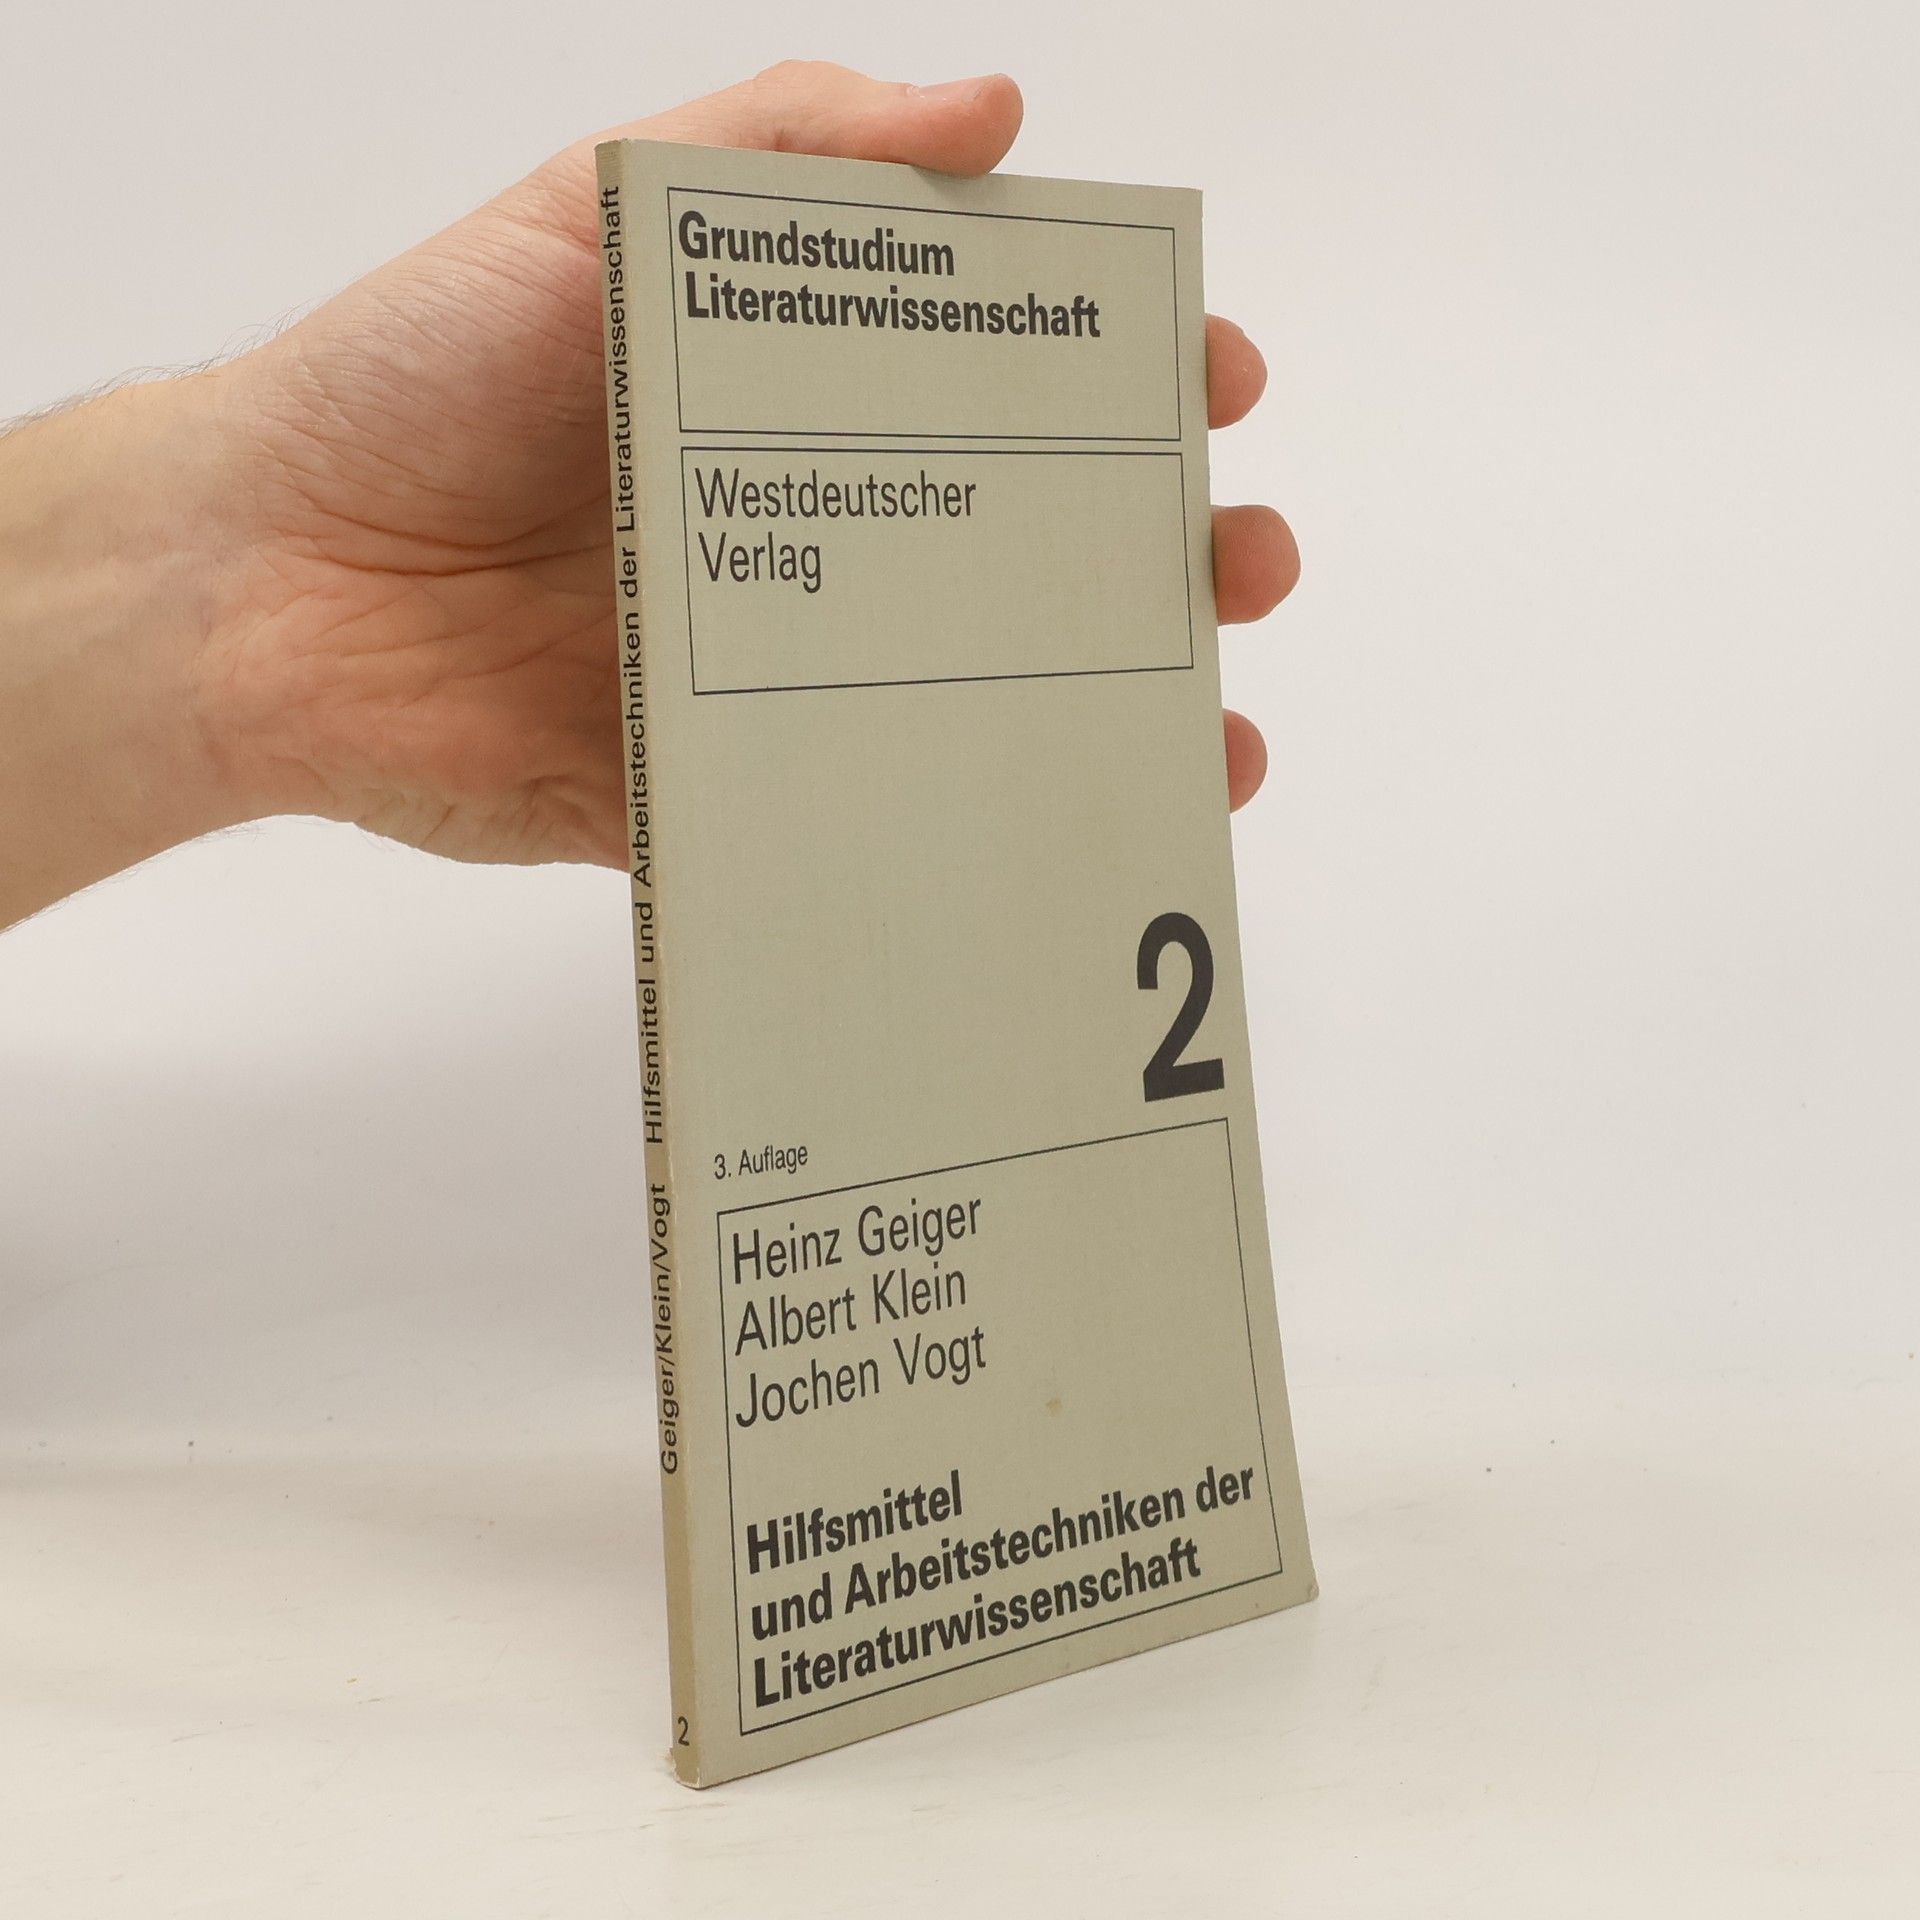 Grundstudium
Literaturwissenschaft
Westdeutscher
Verlag
2
3. Auflage
Heinz Geiger
Albert Klein
Jochen Vogt
Hilfsmittel
und Arbeitstechniken der
Literaturwissenschaft
Geiger/Klein/Vogt Hilfsmittel und Arbeitstechniken der Literaturwissenschaft
2